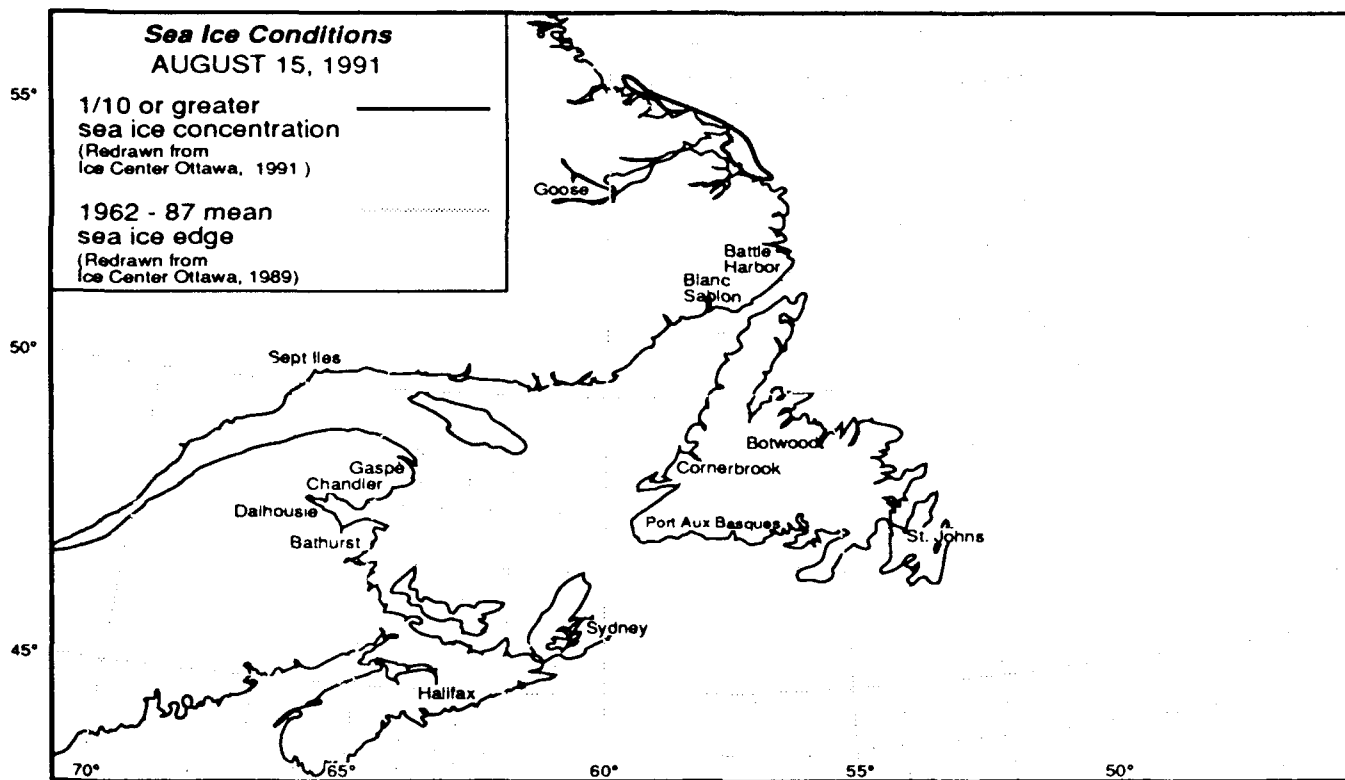 Sea Ice Conditions
AUGUST 15, 1991
1/10 or greater
sea ice concentration
(Redrawn from
Ice Center Ottawa, 1991 )
1962 - 87 mean
sea ice edge
(Redrawn from
Ice Center Ottawa, 1989)
55°
50°
45°
Goose
Battle
Harbor
Blanc
Sablon
Sept Iles
Botwood
Cornerbrook
Gaspe
Chandler
Dalhousie
Port Aux Basques
St. Johns
Bathurst
Sydney
Halifax
70°
65°
60°
55°
50°